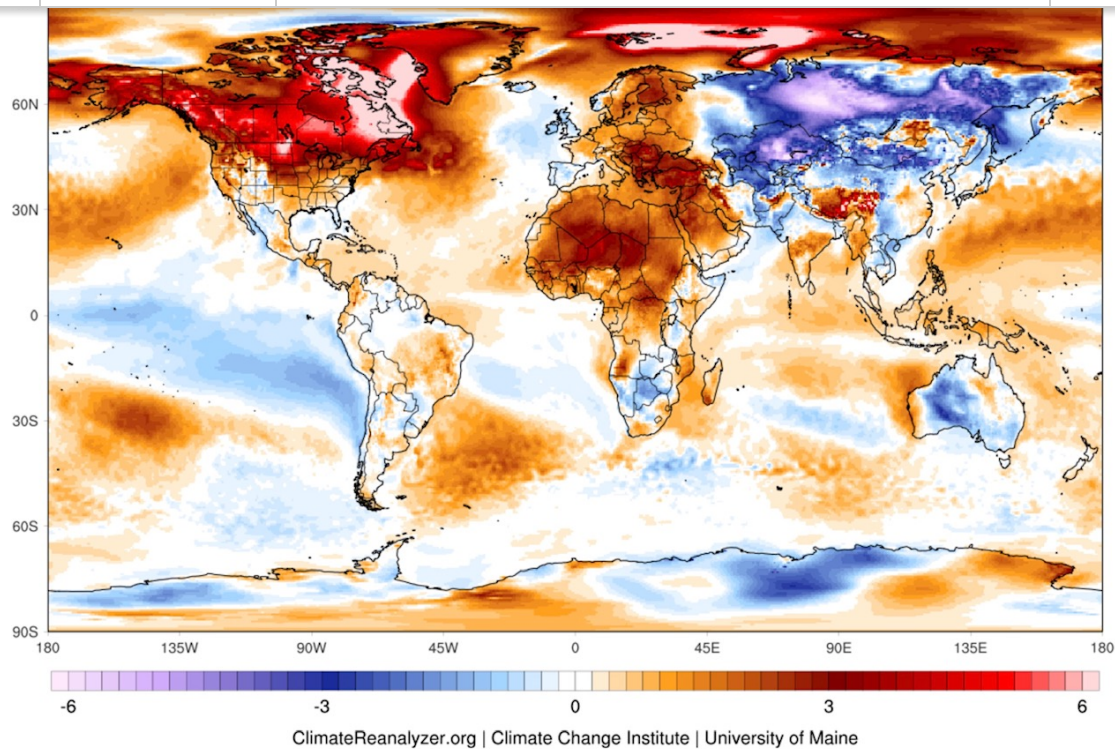 60N
30N
0
30S
60S
90S
180 135W 90W 45W 0 45E 90E 135E 180
-6 -3 0 3 6
ClimateReanalyzer.org | Climate Change Institute | University of Maine